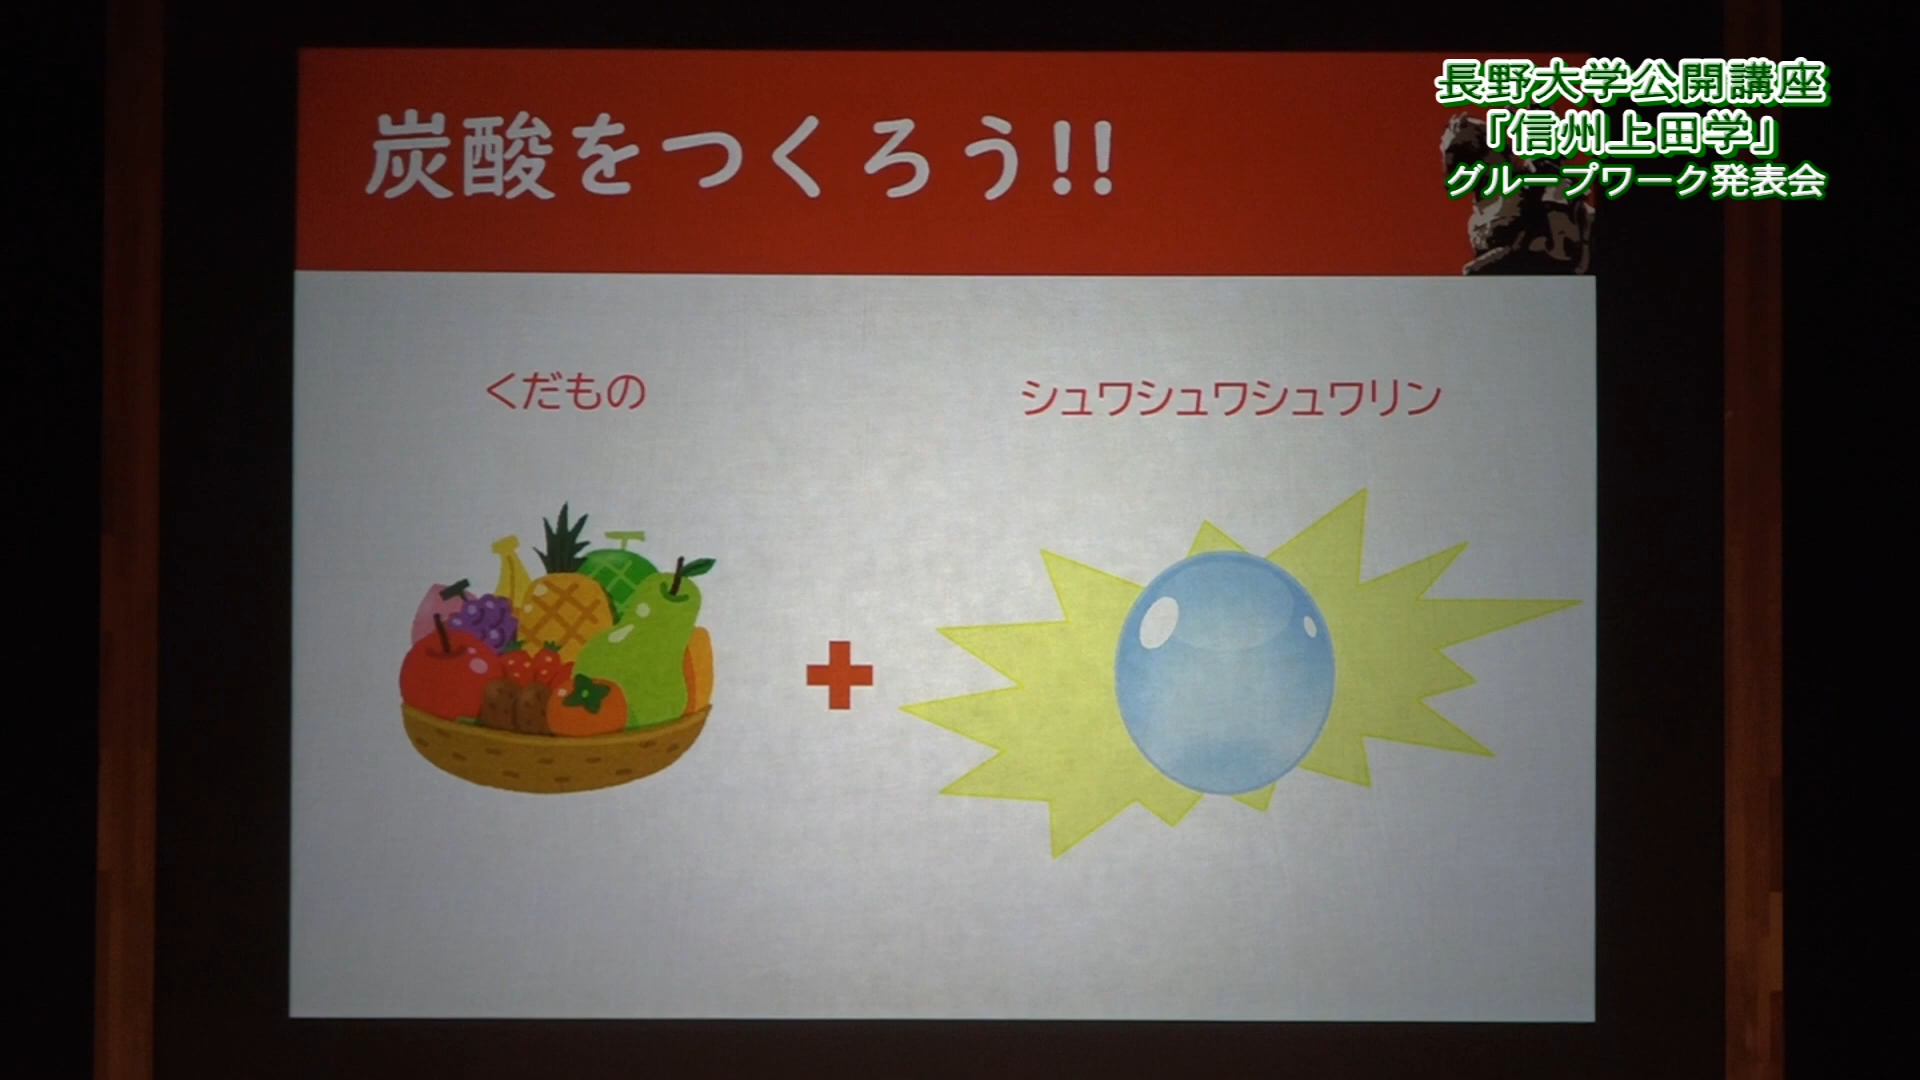 炭酸をつくろう!!
長野大学公開講座
「信州上田学」
グループワーク発表会
くだもの
シュワシュワシュワリン